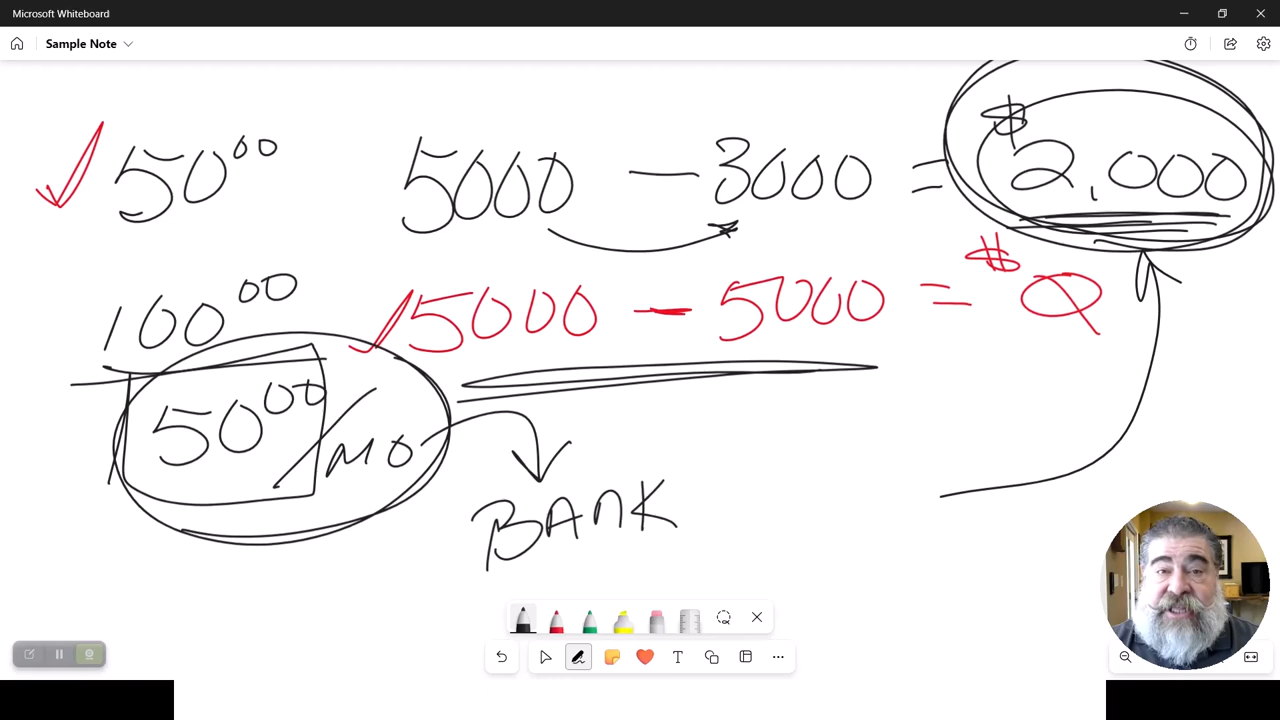 Microsoft Whiteboard
Sample Note
50⁰⁰ 5000 — 3000 = $2,000
100⁰⁰ 5000 — 5000 = $0
50⁰⁰/MO
BANK